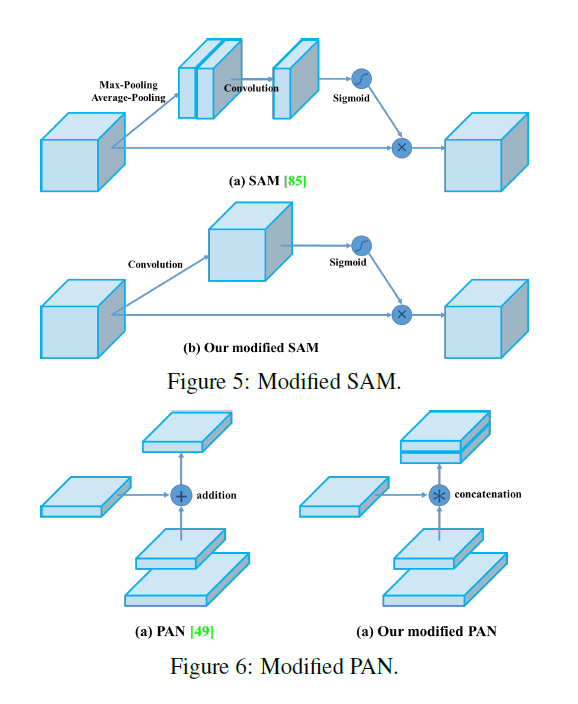 Max-Pooling
Average-Pooling
Convolution
Sigmoid
(a) SAM [85]
Convolution
Sigmoid
(b) Our modified SAM
Figure 5: Modified SAM.
addition
concatenation
(a) PAN [49]
(a) Our modified PAN
Figure 6: Modified PAN.